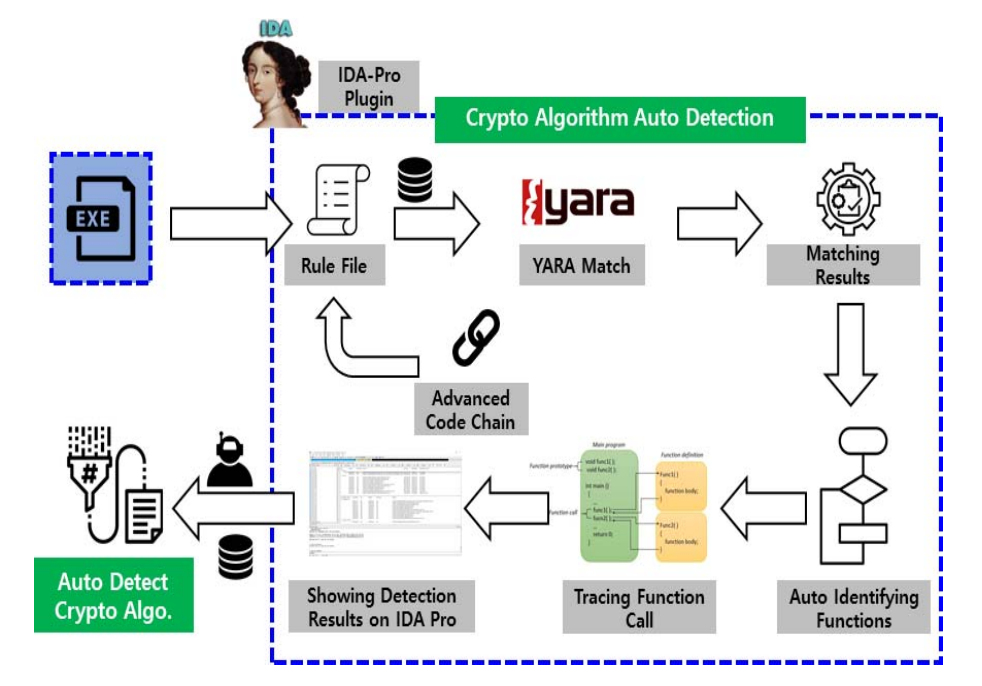 IDA
IDA-Pro
Plugin
Crypto Algorithm Auto Detection
EXE
yara
Rule File
YARA Match
Matching
Results
Advanced
Code Chain
#
Main program
Function definition
Function prototype
void func1( );
void func2( );
int main ()
{
...
func1( );
func2( );
...
return 0;
}
Function call
Func1( )
{
function body;
}
Func2( )
{
function body;
}
Auto Detect
Crypto Algo.
Showing Detection
Results on IDA Pro
Tracing Function
Call
Auto Identifying
Functions